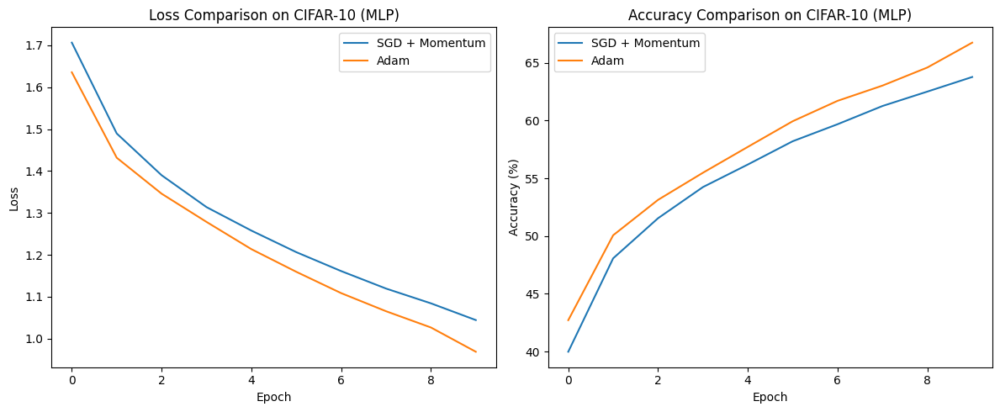 Loss Comparison on CIFAR-10 (MLP)
SGD + Momentum
Adam
1.7
1.6
1.5
1.4
1.3
1.2
1.1
1.0
Loss
0 2 4 6 8
Epoch
Accuracy Comparison on CIFAR-10 (MLP)
SGD + Momentum
Adam
65
60
55
50
45
40
Accuracy (%)
0 2 4 6 8
Epoch